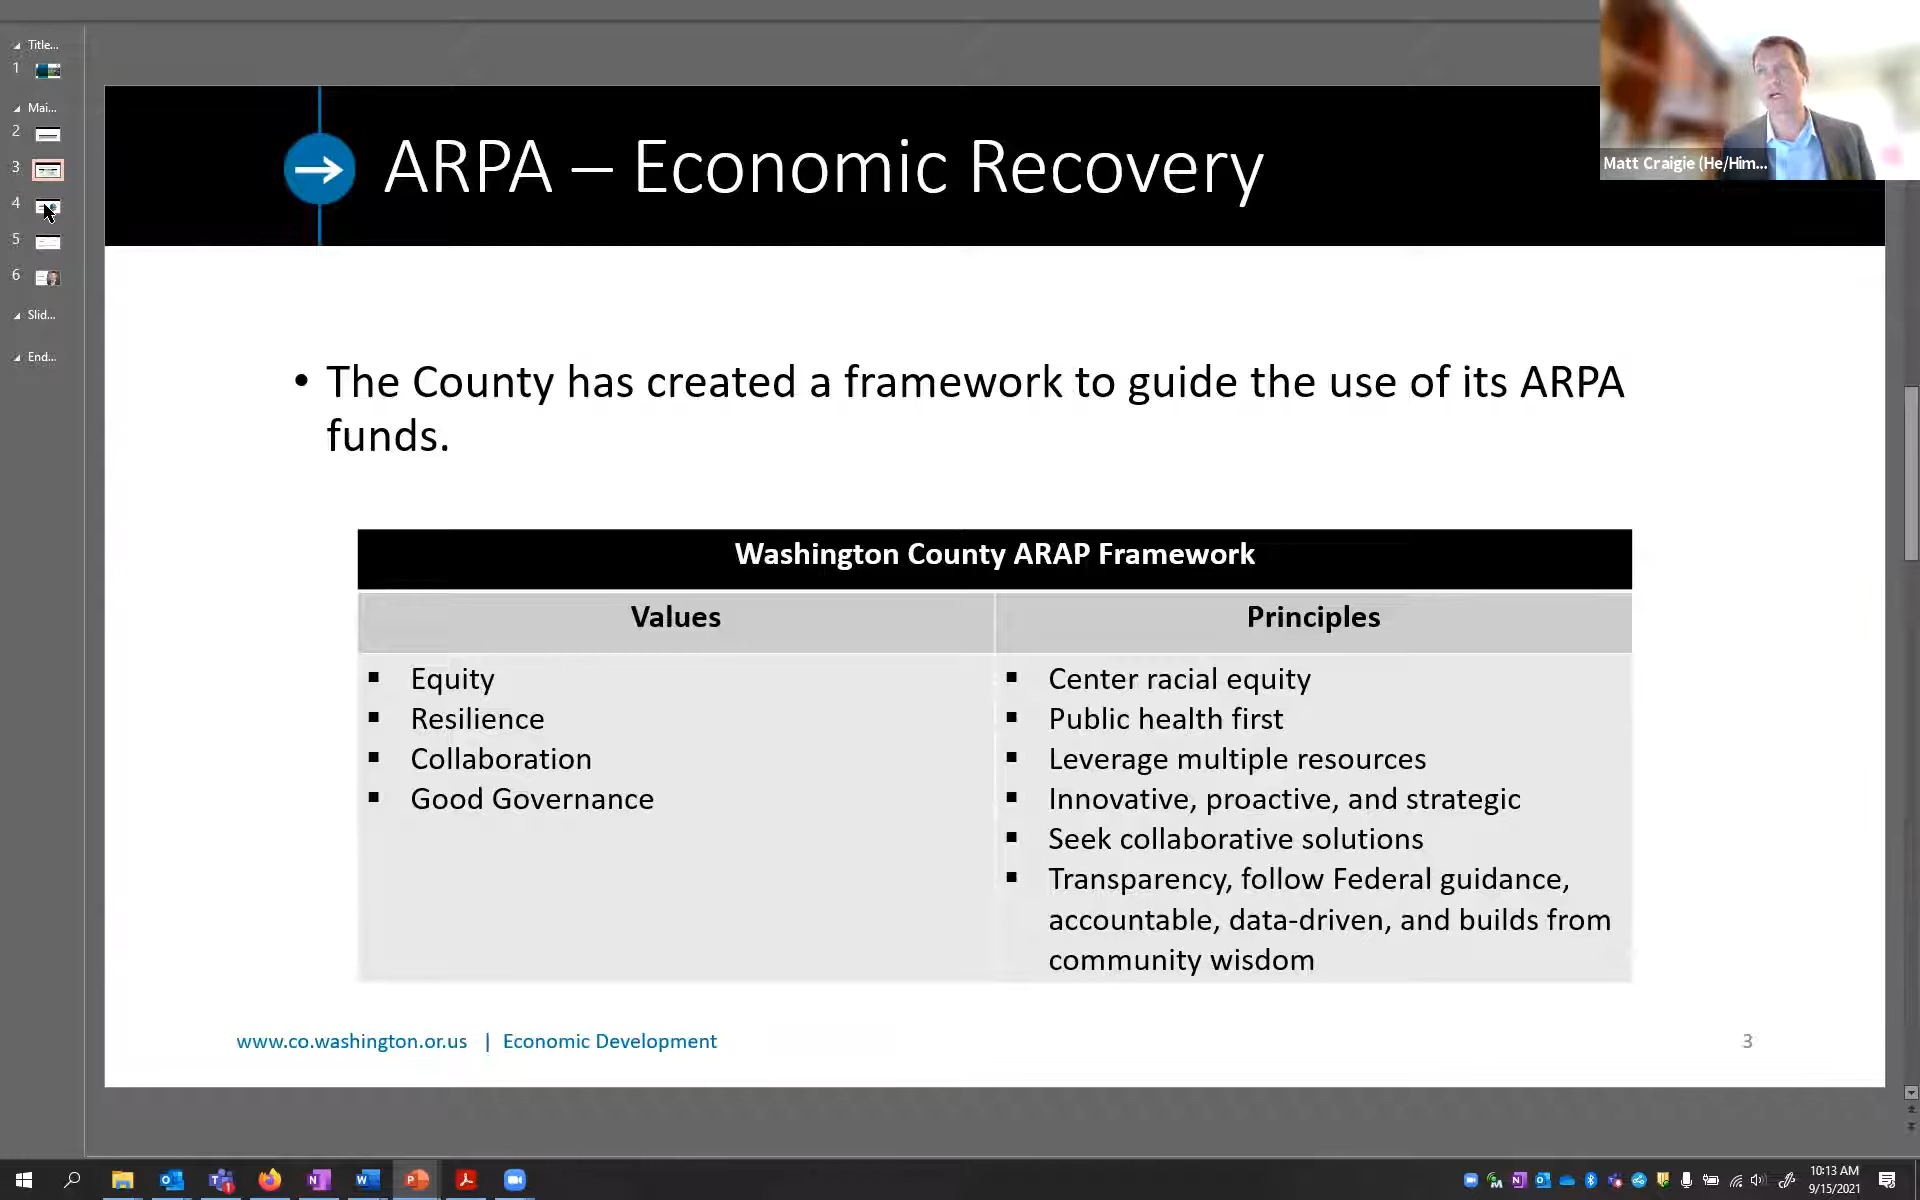 Title...
1
Mai...
2
3
4
5
6
Slid...
End...
ARPA – Economic Recovery
Matt Craigie (He/Him...
• The County has created a framework to guide the use of its ARPA
funds.
Washington County ARAP Framework
Values
Principles
▪ Equity
▪ Resilience
▪ Collaboration
▪ Good Governance
▪ Center racial equity
▪ Public health first
▪ Leverage multiple resources
▪ Innovative, proactive, and strategic
▪ Seek collaborative solutions
▪ Transparency, follow Federal guidance,
accountable, data-driven, and builds from
community wisdom
www.co.washington.or.us | Economic Development
3
10:13 AM
9/15/2021